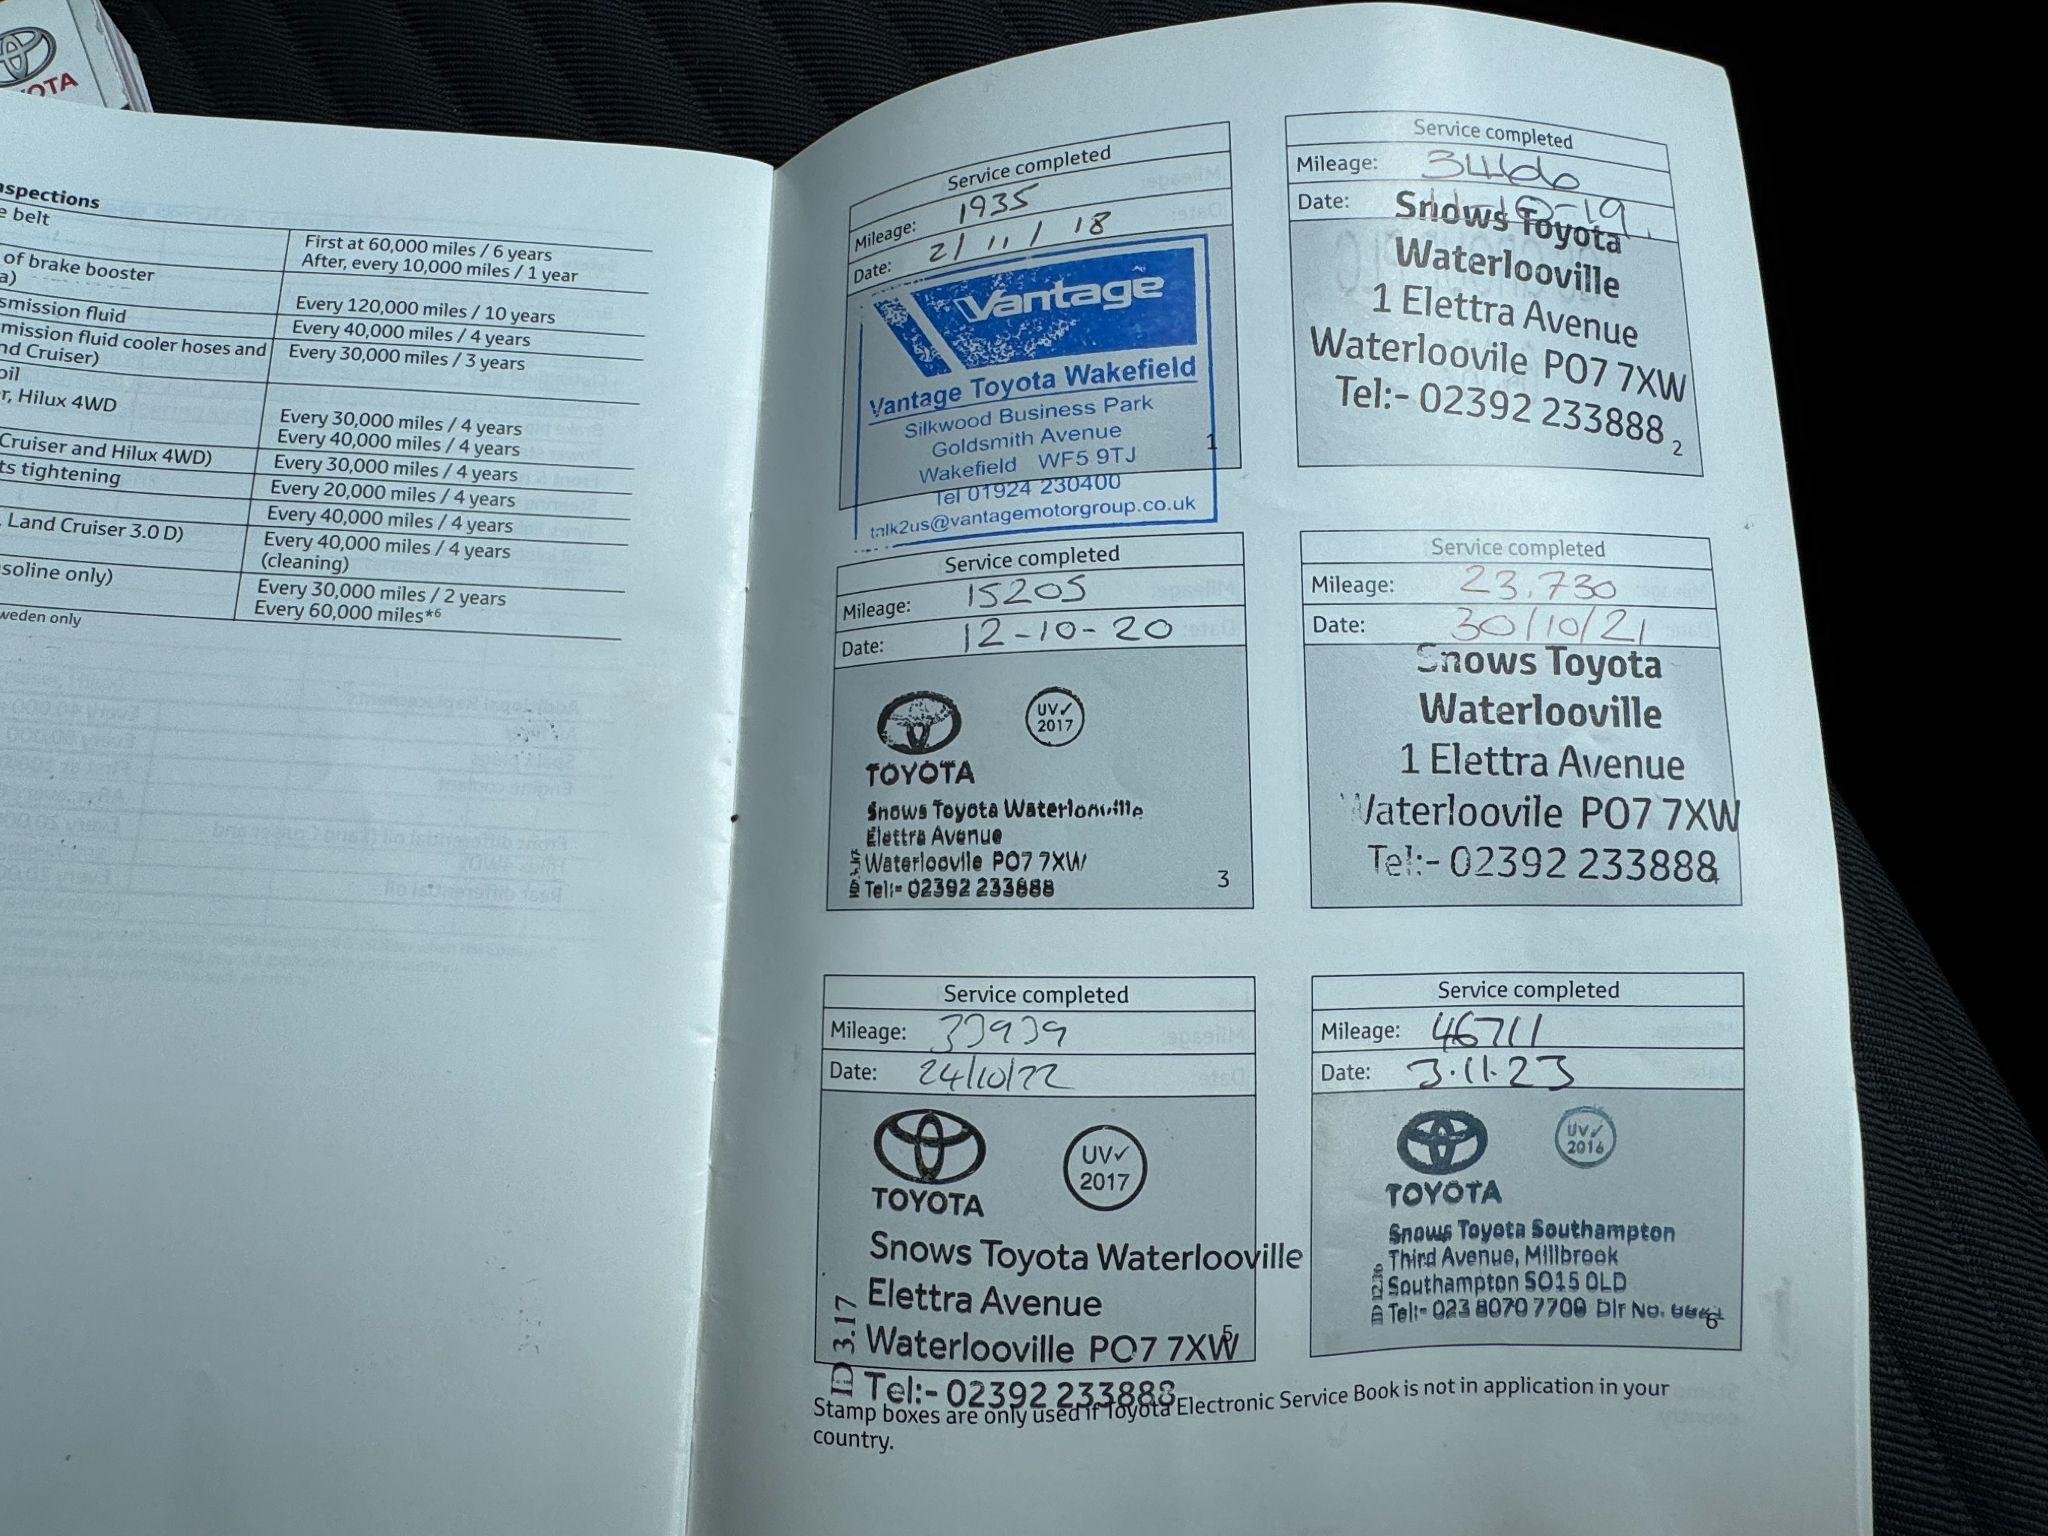 TOYOTA
nspections
e belt
First at 60,000 miles / 6 years
After, every 10,000 miles / 1 year
of brake booster
a)
Every 120,000 miles / 10 years
smission fluid
Every 40,000 miles / 4 years
mission fluid cooler hoses and
nd Cruiser)
Every 30,000 miles / 3 years
oil
r, Hilux 4WD
Every 30,000 miles / 4 years
Every 40,000 miles / 4 years
Cruiser and Hilux 4WD)
Every 30,000 miles / 4 years
ts tightening
Every 20,000 miles / 4 years
Every 40,000 miles / 4 years
, Land Cruiser 3.0 D)
Every 40,000 miles / 4 years
(cleaning)
soline only)
Every 30,000 miles / 2 years
Every 60,000 miles*6
weden only
Service completed
Mileage: 1935
Date: 2/11/18
Vantage
Vantage Toyota Wakefield
Silkwood Business Park
Goldsmith Avenue
Wakefield WF5 9TJ
Tel 01924 230400
talk2us@vantagemotorgroup.co.uk
1
Service completed
Mileage:
Date:
Snows Toyota
Waterlooville
1 Elettra Avenue
Waterloovile PO7 7XW
Tel:- 02392 233888
2
Service completed
Mileage: 15205
Date: 12-10-20
UV✓
2017
TOYOTA
Snows Toyota Waterlooville
Elettra Avenue
Waterloovile PO7 7XW
Tel:- 02392 233888
3
Service completed
Mileage: 23,730
Date: 30/10/21
Snows Toyota
Waterlooville
1 Elettra Avenue
Waterloovile PO7 7XW
Tel:- 02392 233888
4
Service completed
Mileage: 33939
Date: 24/10/22
UV✓
2017
TOYOTA
Snows Toyota Waterlooville
Elettra Avenue
Waterlooville PO7 7XW
Tel:- 02392 233888
ID 3.17
5
Service completed
Mileage: 46711
Date: 3.11.23
UV✓
2016
TOYOTA
Snows Toyota Southampton
Third Avenue, Millbrook
Southampton SO15 0LD
Tel:- 023 8070 7700 Dlr No.
6
Stamp boxes are only used if Toyota Electronic Service Book is not in application in your
country.